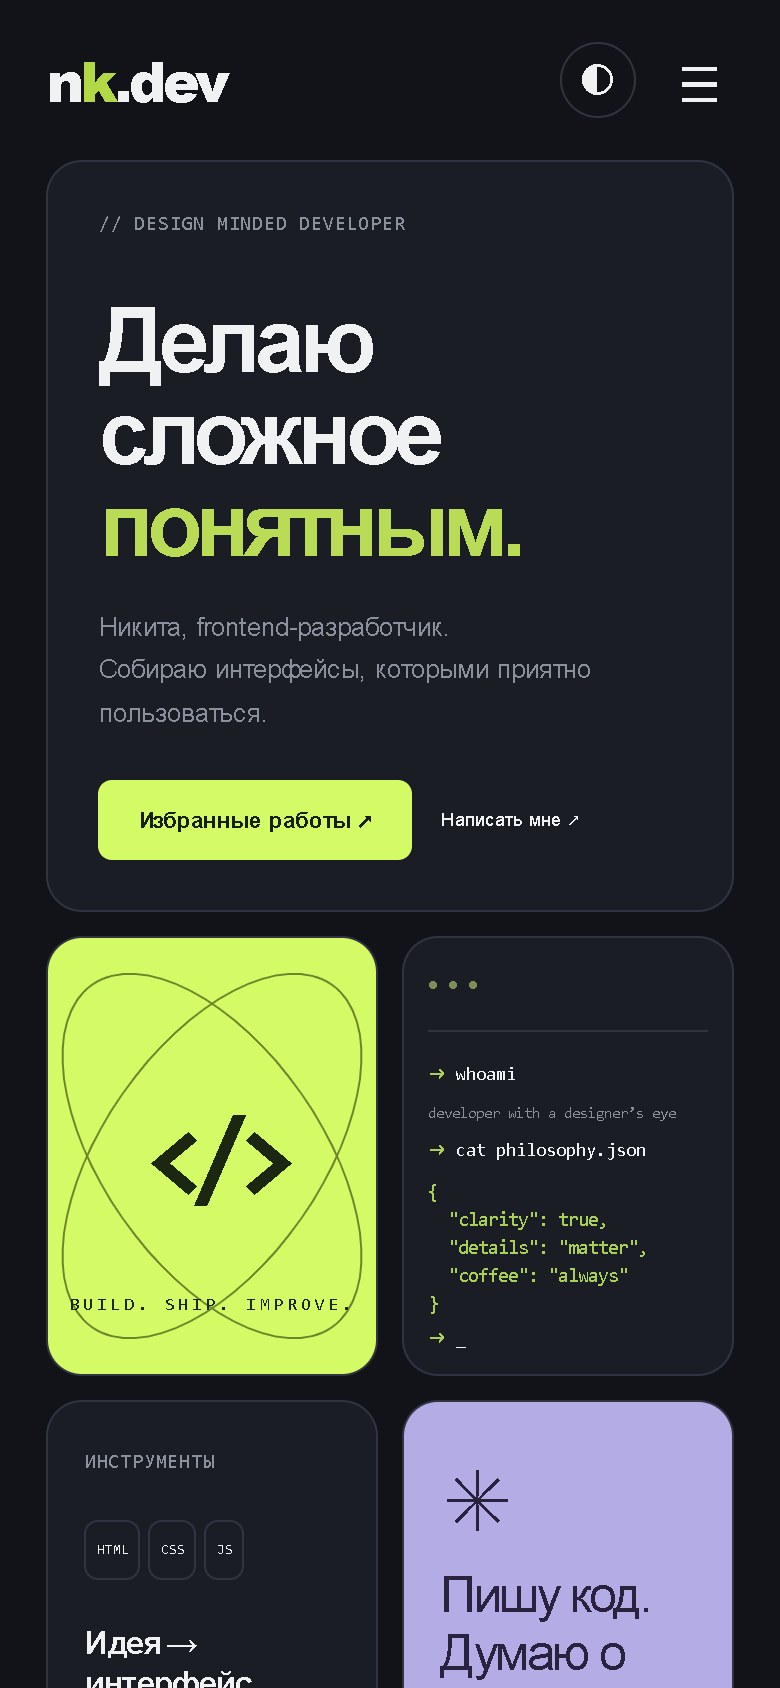 nk.dev
// DESIGN MINDED DEVELOPER
Делаю
сложное
понятным.
Никита, frontend-разработчик.
Собираю интерфейсы, которыми приятно
пользоваться.
Избранные работы ↗
Написать мне ↗
</>
BUILD. SHIP. IMPROVE.
→ whoami
developer with a designer’s eye
→ cat philosophy.json
{
"clarity": true,
"details": "matter",
"coffee": "always"
}
→ _
ИНСТРУМЕНТЫ
HTML
CSS
JS
Идея →
интерфейс
Пишу код.
Думаю о